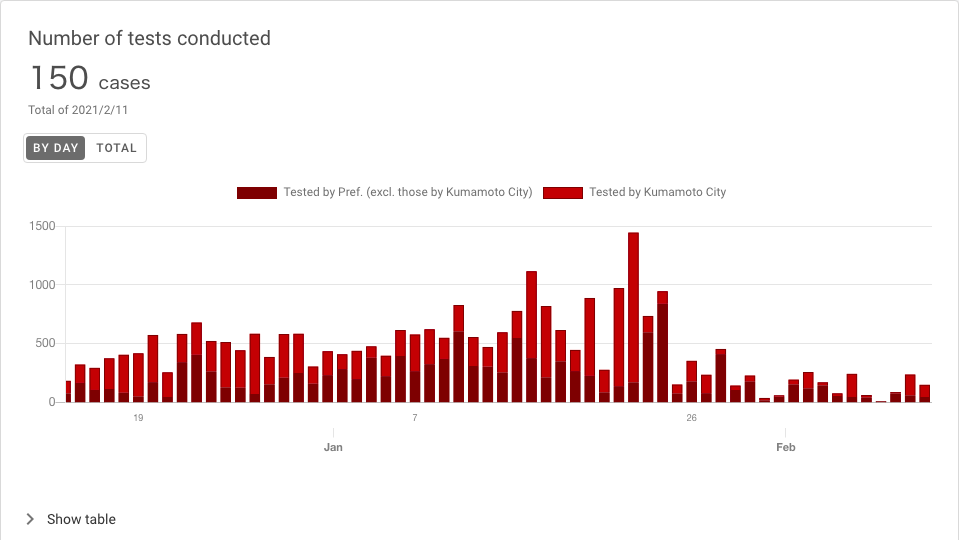 Number of tests conducted
150 cases
Total of 2021/2/11
BY DAY TOTAL
Tested by Pref. (excl. those by Kumamoto City) Tested by Kumamoto City
1500
1000
500
0
19 7 26
Jan Feb
Show table